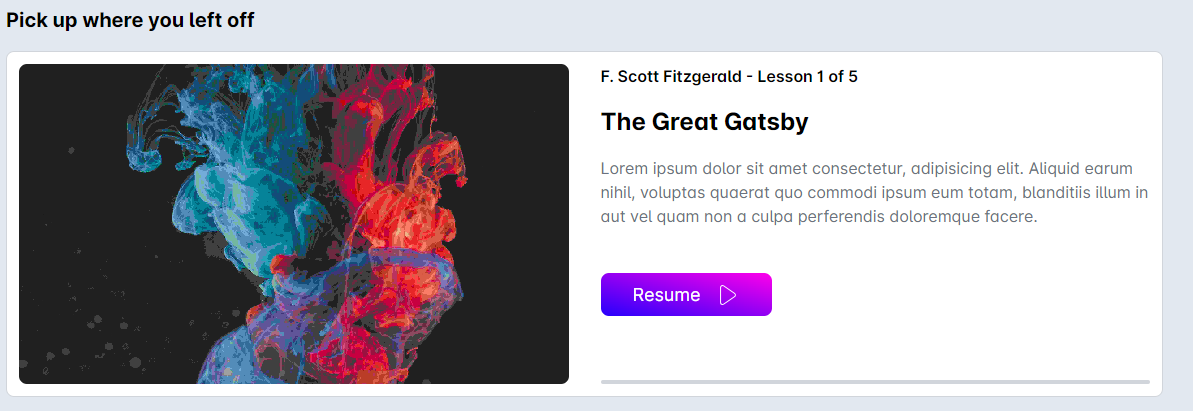 Pick up where you left off
F. Scott Fitzgerald - Lesson 1 of 5
The Great Gatsby
Lorem ipsum dolor sit amet consectetur, adipisicing elit. Aliquid earum
nihil, voluptas quaerat quo commodi ipsum eum totam, blanditiis illum in
aut vel quam non a culpa perferendis doloremque facere.
Resume